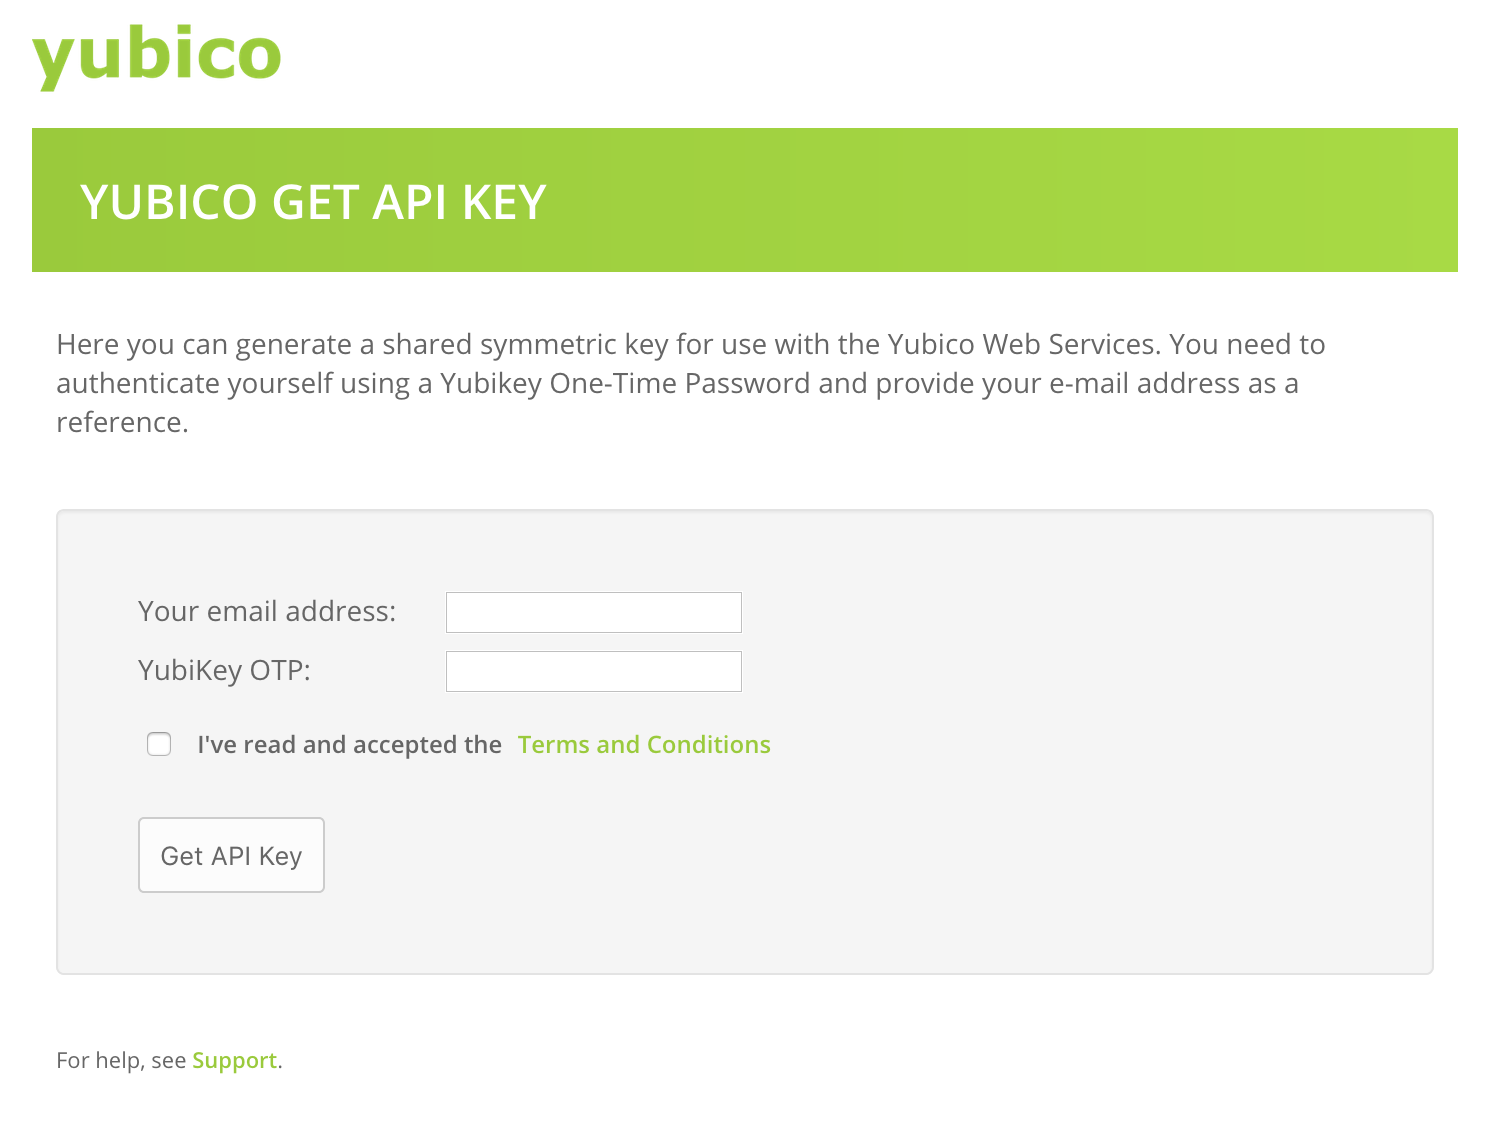 yubico
YUBICO GET API KEY
Here you can generate a shared symmetric key for use with the Yubico Web Services. You need to
authenticate yourself using a Yubikey One-Time Password and provide your e-mail address as a
reference.
Your email address:
YubiKey OTP:
I've read and accepted the Terms and Conditions
Get API Key
For help, see Support.